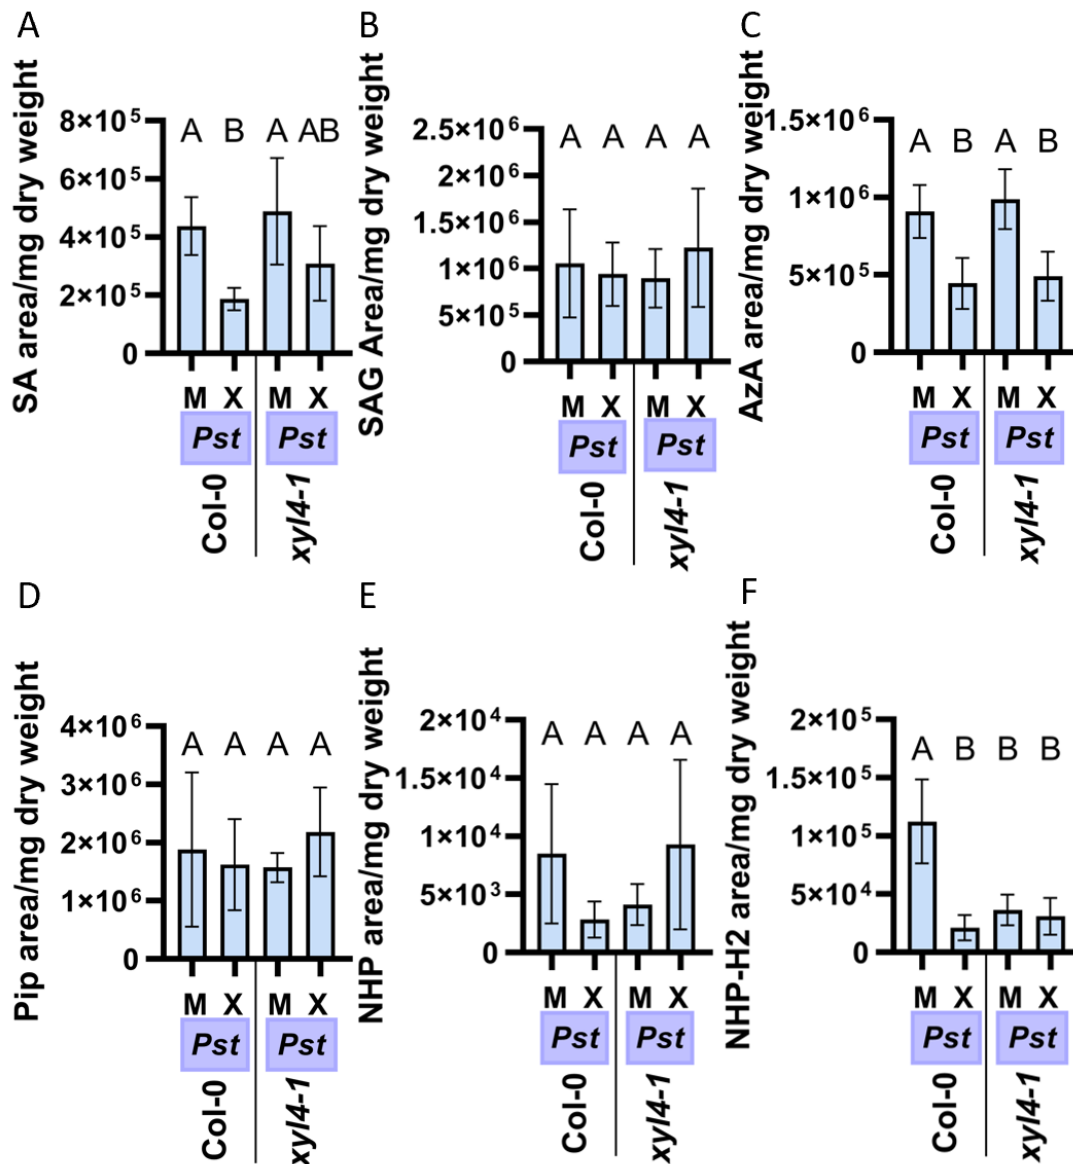 A
SA area/mg dry weight
8×10⁵
6×10⁵
4×10⁵
2×10⁵
0
A B A AB
M X M X
Pst Pst
Col-0 xyl4-1
B
SAG Area/mg dry weight
2.5×10⁶
2×10⁶
1.5×10⁶
1×10⁶
5×10⁵
0
A A A A
M X M X
Pst Pst
Col-0 xyl4-1
C
AzA area/mg dry weight
1.5×10⁶
1×10⁶
5×10⁵
0
A B A B
M X M X
Pst Pst
Col-0 xyl4-1
D
Pip area/mg dry weight
4×10⁶
3×10⁶
2×10⁶
1×10⁶
0
A A A A
M X M X
Pst Pst
Col-0 xyl4-1
E
NHP area/mg dry weight
2×10⁴
1.5×10⁴
1×10⁴
5×10³
0
A A A A
M X M X
Pst Pst
Col-0 xyl4-1
F
NHP-H2 area/mg dry weight
2×10⁵
1.5×10⁵
1×10⁵
5×10⁴
0
A B B B
M X M X
Pst Pst
Col-0 xyl4-1